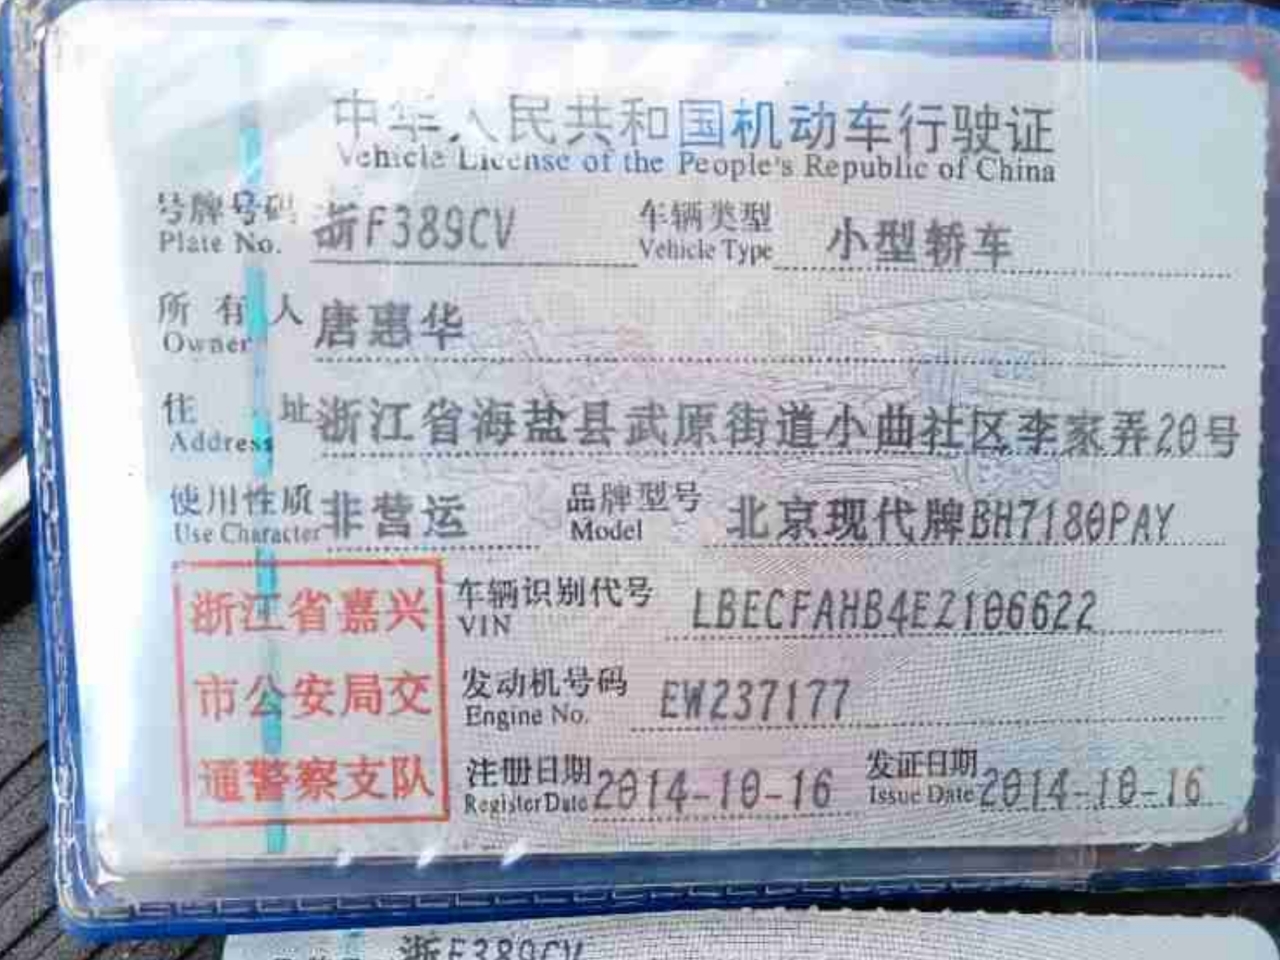 中华人民共和国机动车行驶证
Vehicle License of the People's Republic of China
号牌号码 浙F389CV 车辆类型 小型轿车
Plate No. Vehicle Type
所有人 唐惠华
Owner
住址 浙江省海盐县武原街道小曲社区李家弄20号
Address
使用性质 非营运 品牌型号 北京现代牌BH7180PAY
Use Character Model
浙江省嘉兴
市公安局交
通警察支队
车辆识别代号 LBECFAHB4EZ106622
VIN
发动机号码 EW237177
Engine No.
注册日期 2014-10-16 发证日期 2014-10-16
Register Date Issue Date
浙F389CV